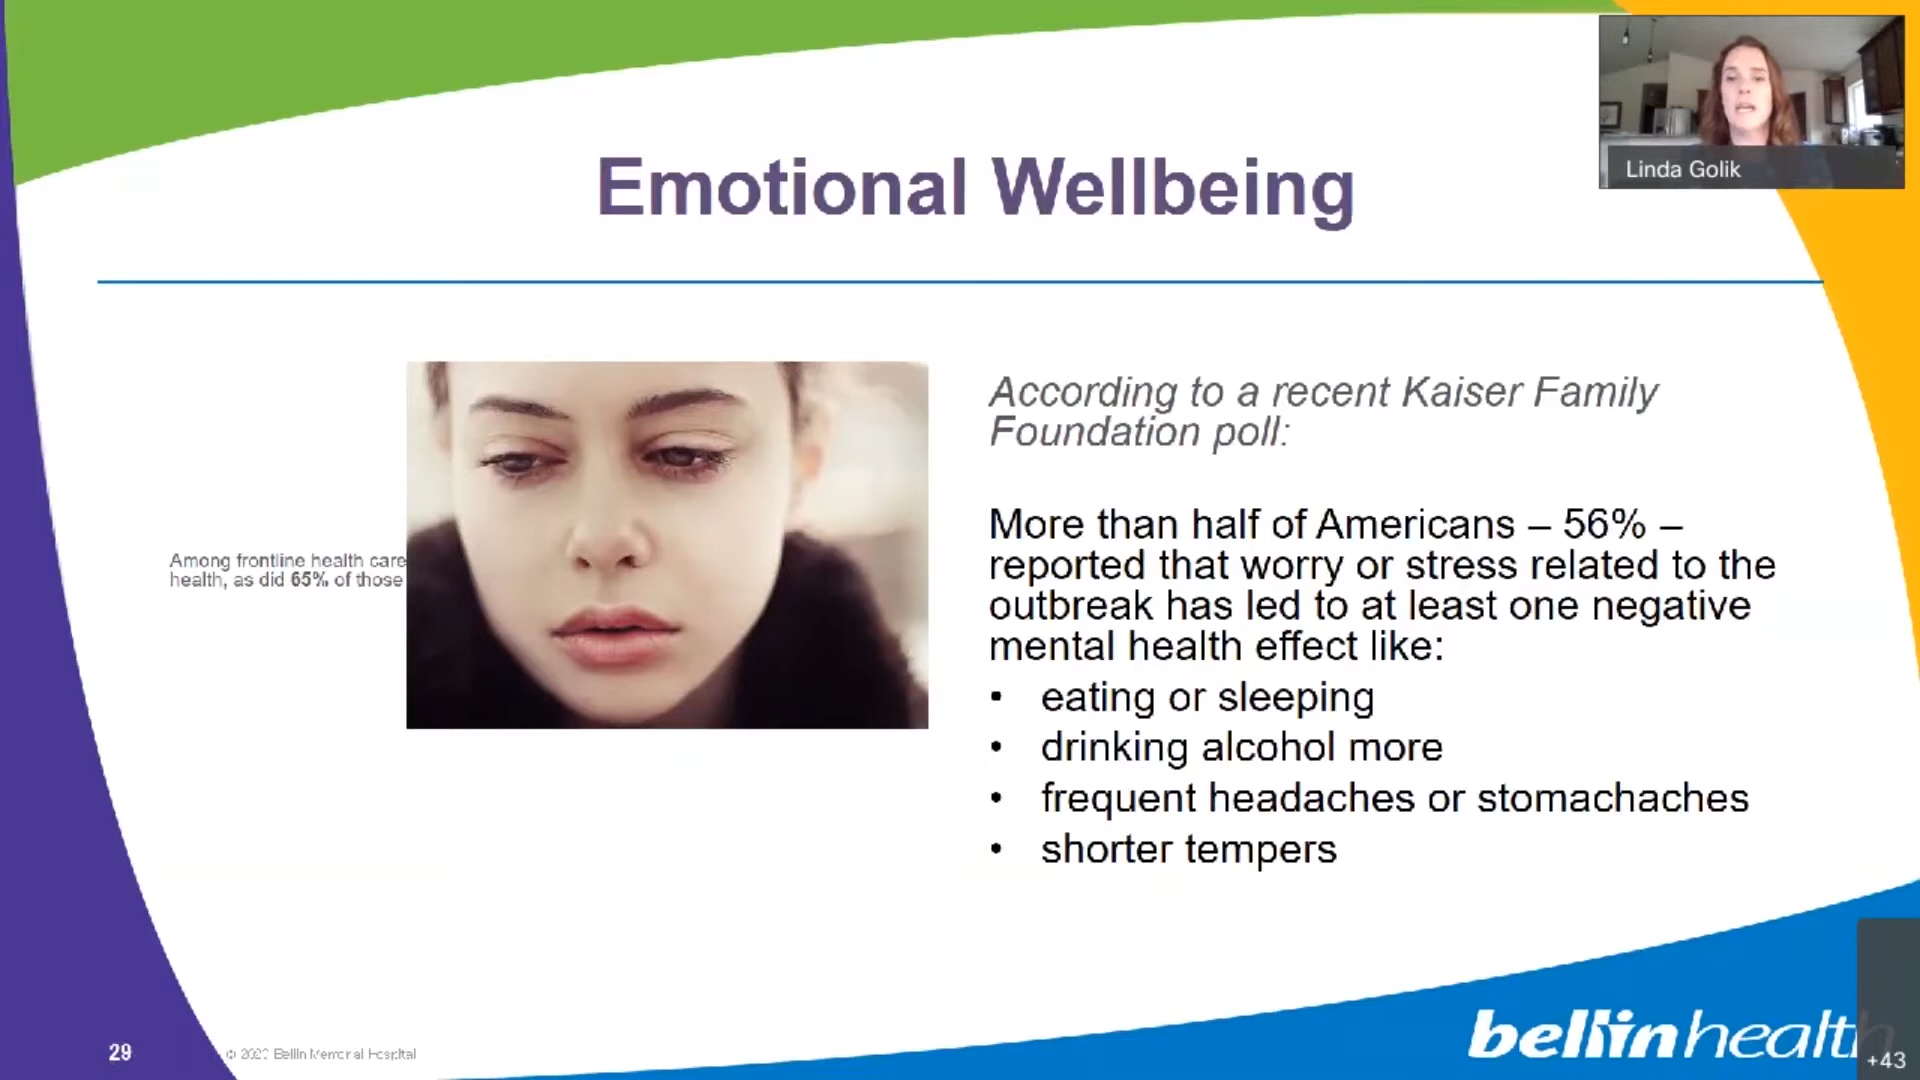 Linda Golik
Emotional Wellbeing
According to a recent Kaiser Family
Foundation poll:
Among frontline health care
health, as did 65% of those
More than half of Americans – 56% –
reported that worry or stress related to the
outbreak has led to at least one negative
mental health effect like:
• eating or sleeping
• drinking alcohol more
• frequent headaches or stomachaches
• shorter tempers
29
© 2020 Bellin Memorial Hospital
bellinhealth
+43